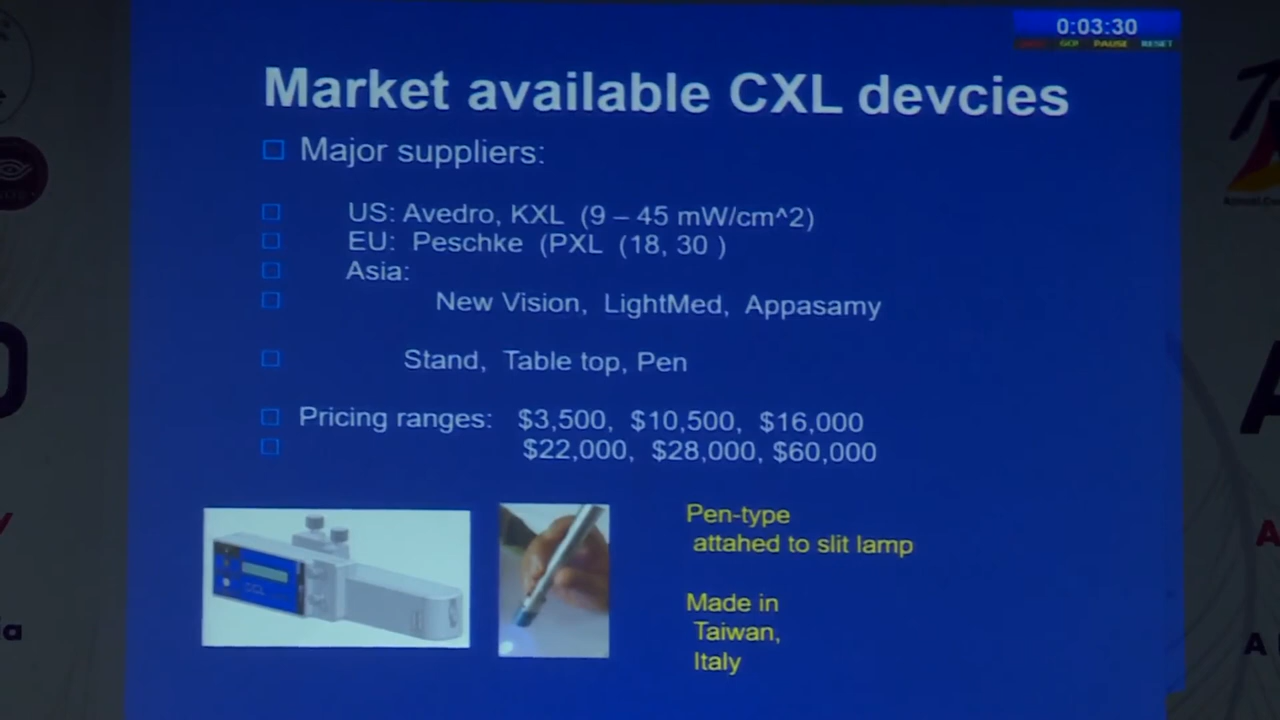 0:03:30
GO! PAUSE RESET
Market available CXL devcies
Major suppliers:
US: Avedro, KXL (9 – 45 mW/cm^2)
EU: Peschke (PXL (18, 30 )
Asia:
New Vision, LightMed, Appasamy
Stand, Table top, Pen
Pricing ranges: $3,500, $10,500, $16,000
$22,000, $28,000, $60,000
Pen-type
attahed to slit lamp
Made in
Taiwan,
Italy